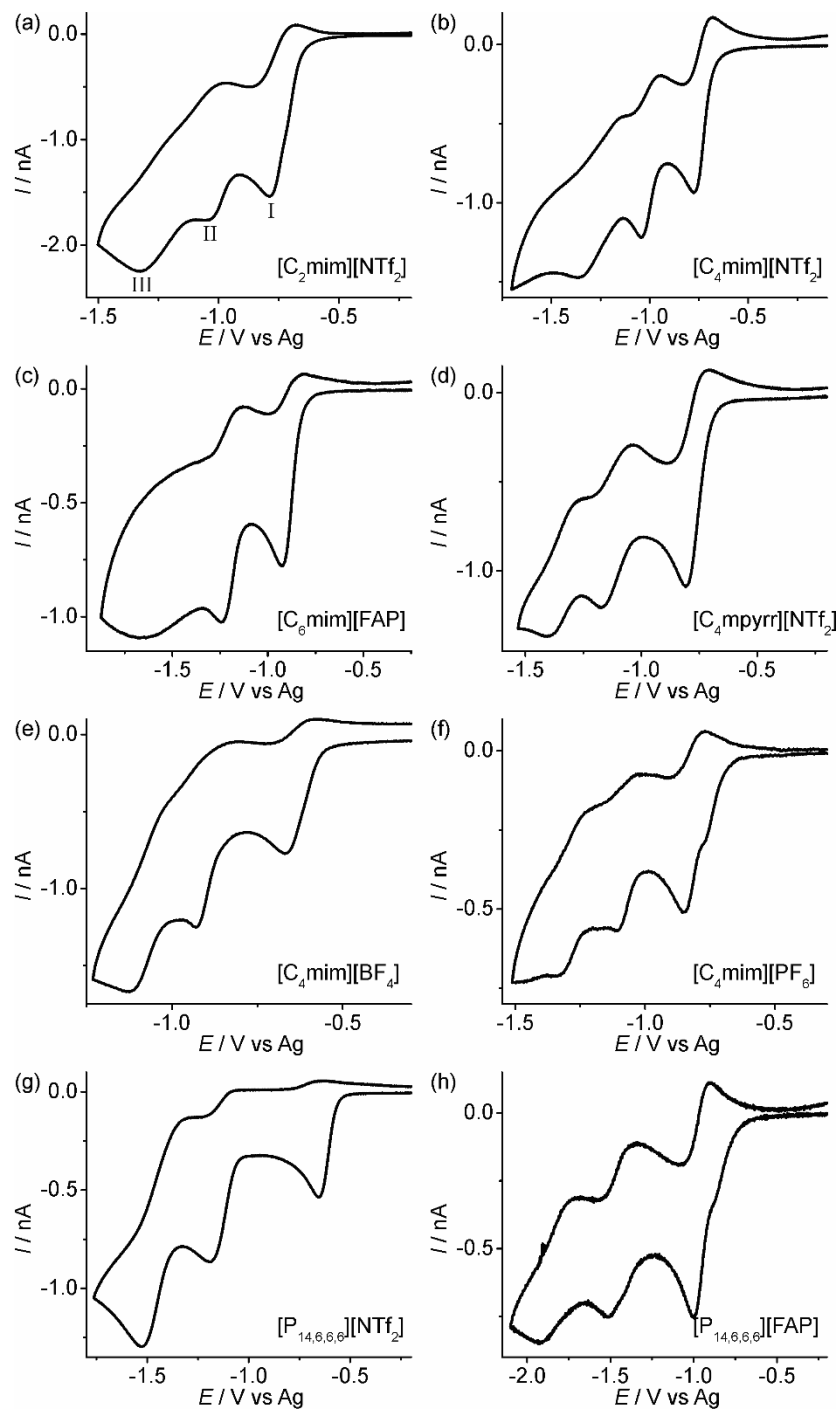 (a)
0.0
-1.0
-2.0
I / nA
I
II
III
[C₂mim][NTf₂]
-1.5 -1.0 -0.5
E / V vs Ag
(b)
0.0
-1.0
I / nA
[C₄mim][NTf₂]
-1.5 -1.0 -0.5
E / V vs Ag
(c)
0.0
-0.5
-1.0
I / nA
[C₆mim][FAP]
-1.5 -1.0 -0.5
E / V vs Ag
(d)
0.0
-1.0
I / nA
[C₄mpyrr][NTf₂]
-1.5 -1.0 -0.5
E / V vs Ag
(e)
0.0
-1.0
I / nA
[C₄mim][BF₄]
-1.0 -0.5
E / V vs Ag
(f)
0.0
-0.5
I / nA
[C₄mim][PF₆]
-1.5 -1.0 -0.5
E / V vs Ag
(g)
0.0
-0.5
-1.0
I / nA
[P₁₄,₆,₆,₆][NTf₂]
-1.5 -1.0 -0.5
E / V vs Ag
(h)
0.0
-0.5
I / nA
[P₁₄,₆,₆,₆][FAP]
-2.0 -1.5 -1.0 -0.5
E / V vs Ag